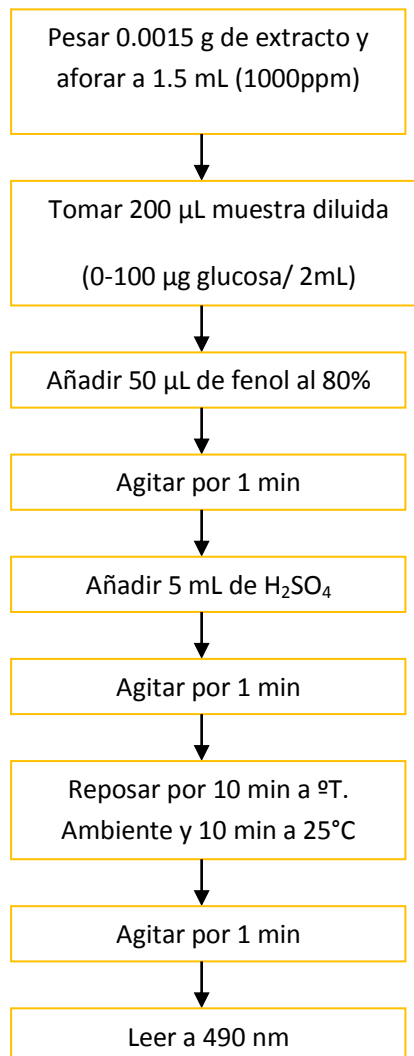 Pesar 0.0015 g de extracto y
aforar a 1.5 mL (1000ppm)
Tomar 200 µL muestra diluida
(0-100 µg glucosa/ 2mL)
Añadir 50 µL de fenol al 80%
Agitar por 1 min
Añadir 5 mL de H₂SO₄
Agitar por 1 min
Reposar por 10 min a ºT.
Ambiente y 10 min a 25°C
Agitar por 1 min
Leer a 490 nm